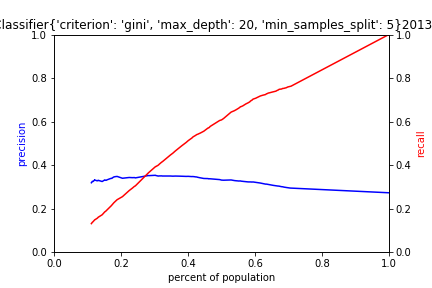 Classifier{'criterion': 'gini', 'max_depth': 20, 'min_samples_split': 5}2013
1.0
0.8
0.6
0.4
0.2
0.0
precision
1.0
0.8
0.6
0.4
0.2
0.0
recall
0.0 0.2 0.4 0.6 0.8 1.0
percent of population